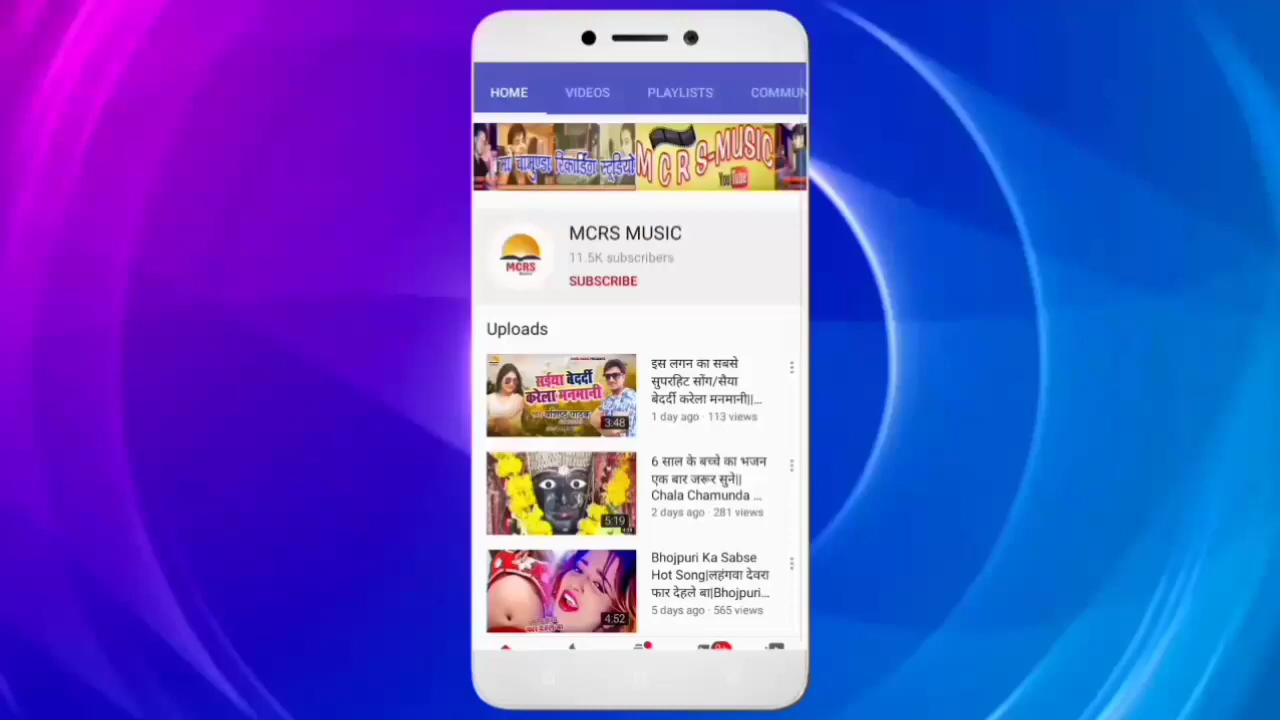 HOME VIDEOS PLAYLISTS COMMUN
मा चामुण्डा रिकार्डिंग स्टूडियो
MCRS-MUSIC
YouTube
MCRS MUSIC
11.5K subscribers
MCRS
SUBSCRIBE
Uploads
सईया बेदर्दी
करेला मनमानी
3:48
इस लगन का सबसे
सुपरहिट सोंग/सैया
बेदर्दी करेला मनमानी||...
1 day ago · 113 views
5:19
6 साल के बच्चे का भजन
एक बार जरूर सुने||
Chala Chamunda ...
2 days ago · 281 views
4:52
Bhojpuri Ka Sabse
Hot Song|लहंगवा देवरा
फार देहले बा|Bhojpuri...
5 days ago · 565 views